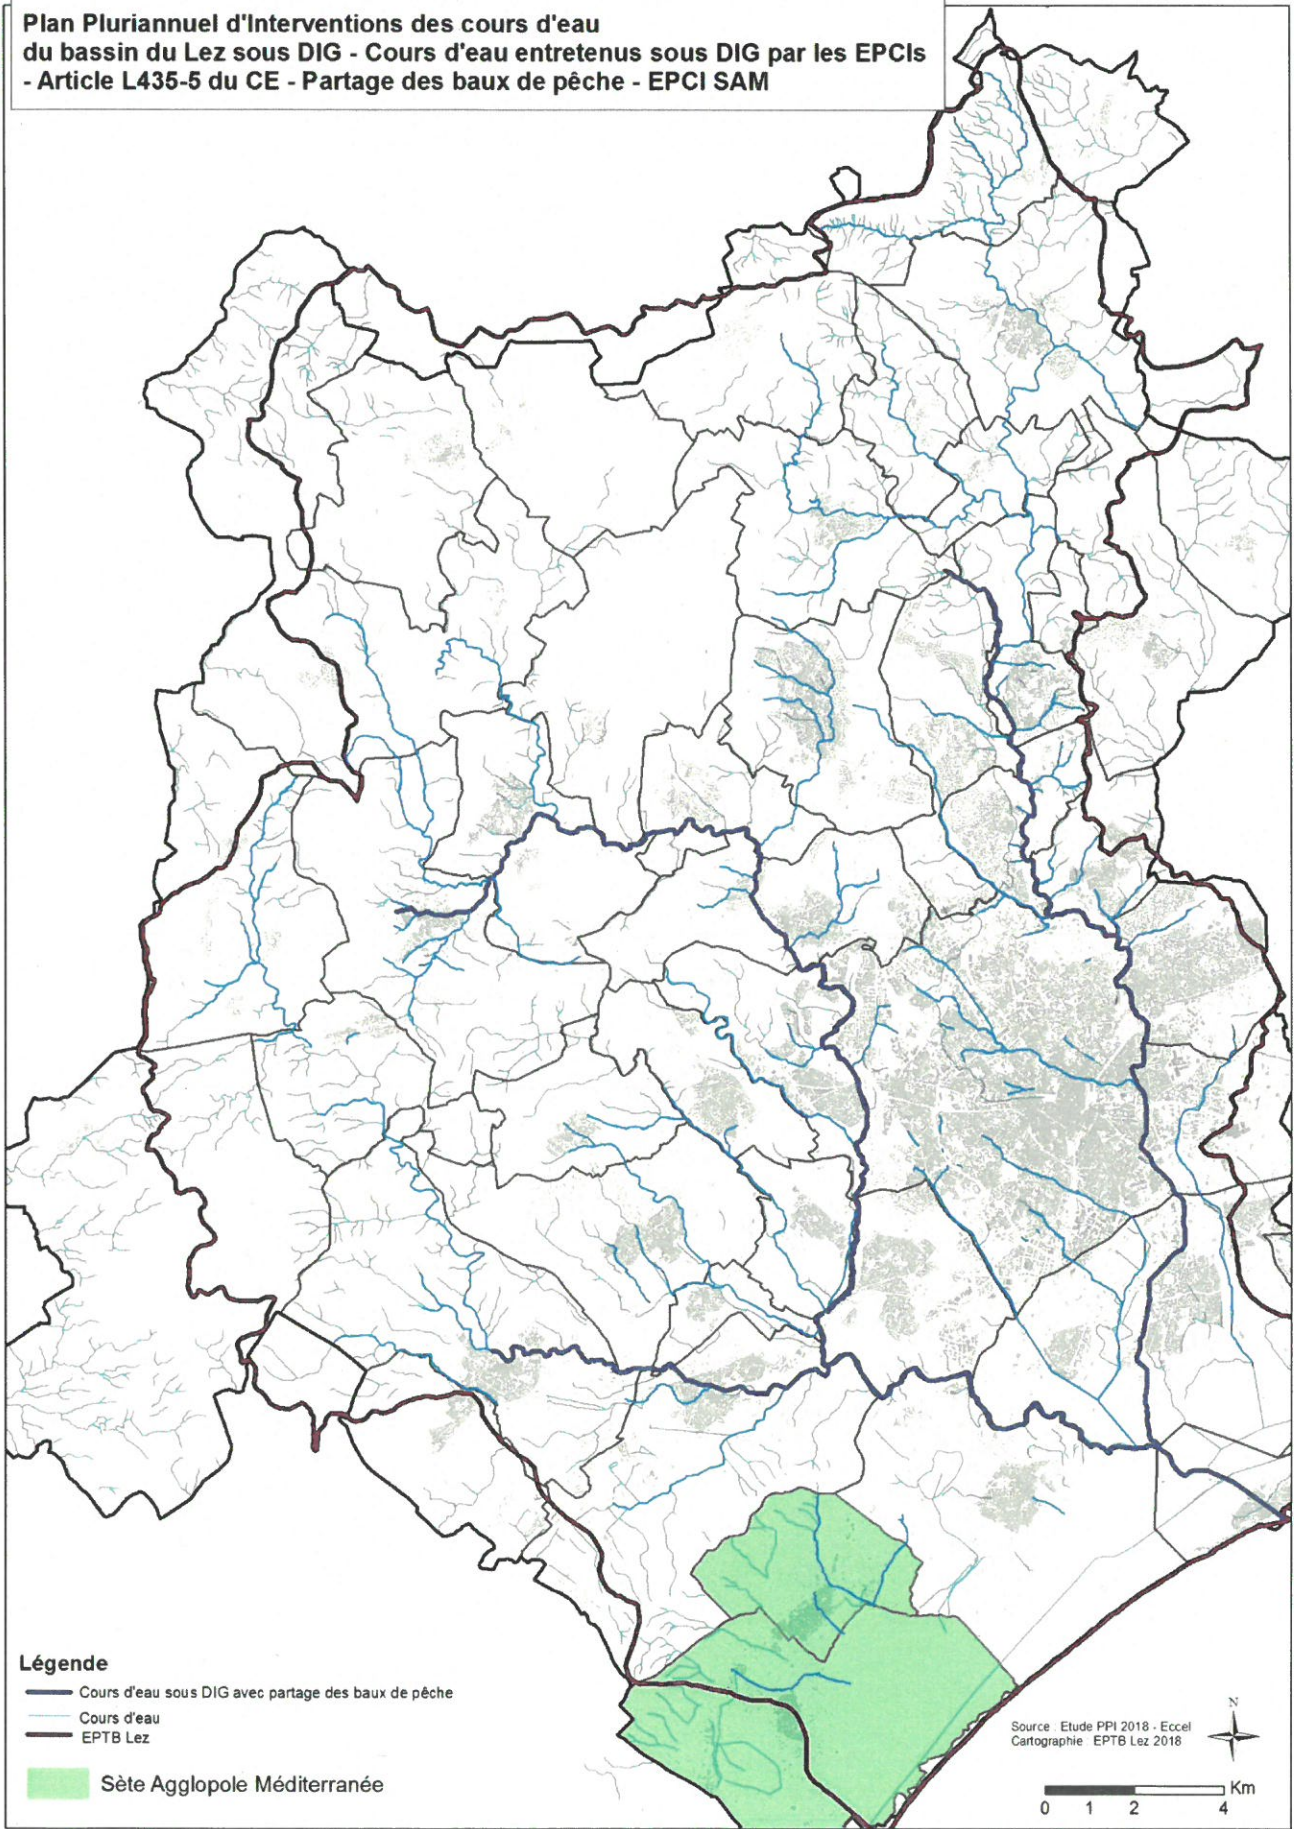 Plan Pluriannuel d'Interventions des cours d'eau
du bassin du Lez sous DIG - Cours d'eau entretenus sous DIG par les EPCIs
- Article L435-5 du CE - Partage des baux de pêche - EPCI SAM
Légende
Cours d'eau sous DIG avec partage des baux de pêche
Cours d'eau
EPTB Lez
Sète Agglopole Méditerranée
Source : Etude PPI 2018 - Eccel
Cartographie : EPTB Lez 2018
N
Km
0 1 2 4